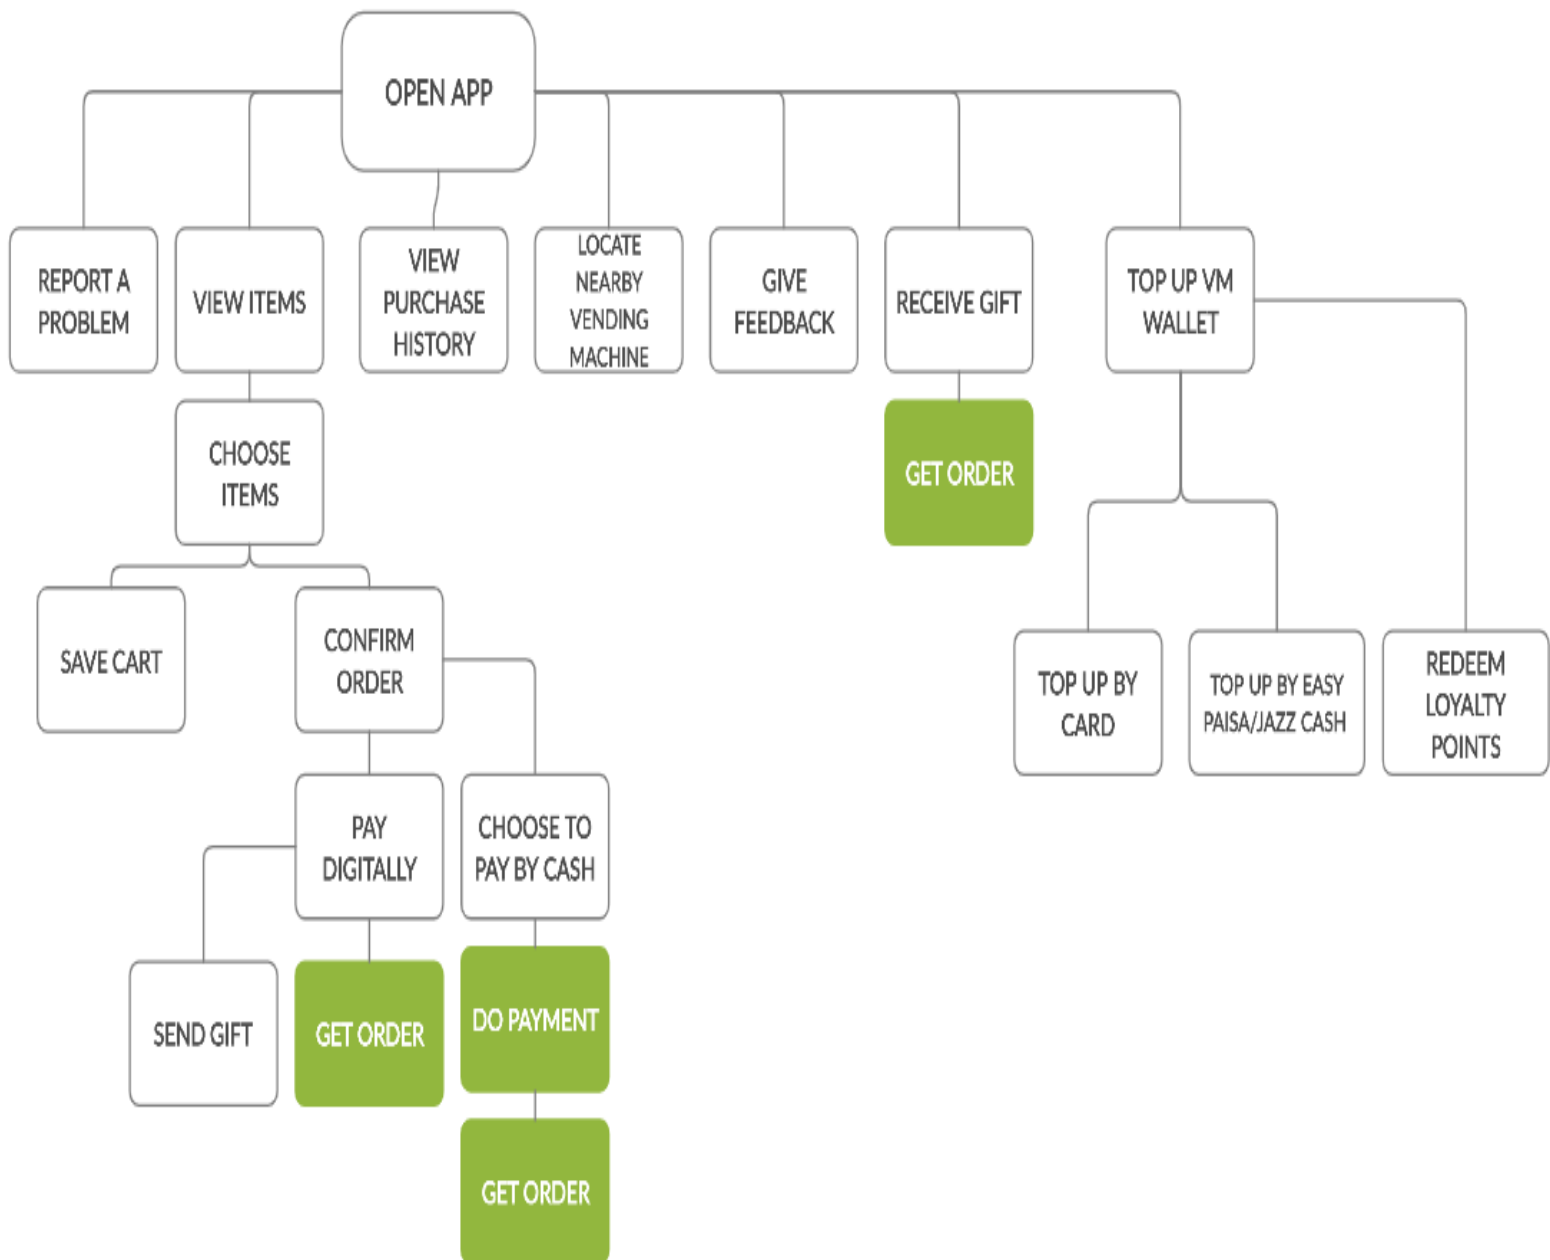 OPEN APP
REPORT A
PROBLEM
VIEW ITEMS
VIEW
PURCHASE
HISTORY
LOCATE
NEARBY
VENDING
MACHINE
GIVE
FEEDBACK
RECEIVE GIFT
TOP UP VM
WALLET
CHOOSE
ITEMS
GET ORDER
SAVE CART
CONFIRM
ORDER
TOP UP BY
CARD
TOP UP BY EASY
PAISA/JAZZ CASH
REDEEM
LOYALTY
POINTS
PAY
DIGITALLY
CHOOSE TO
PAY BY CASH
SEND GIFT
GET ORDER
DO PAYMENT
GET ORDER